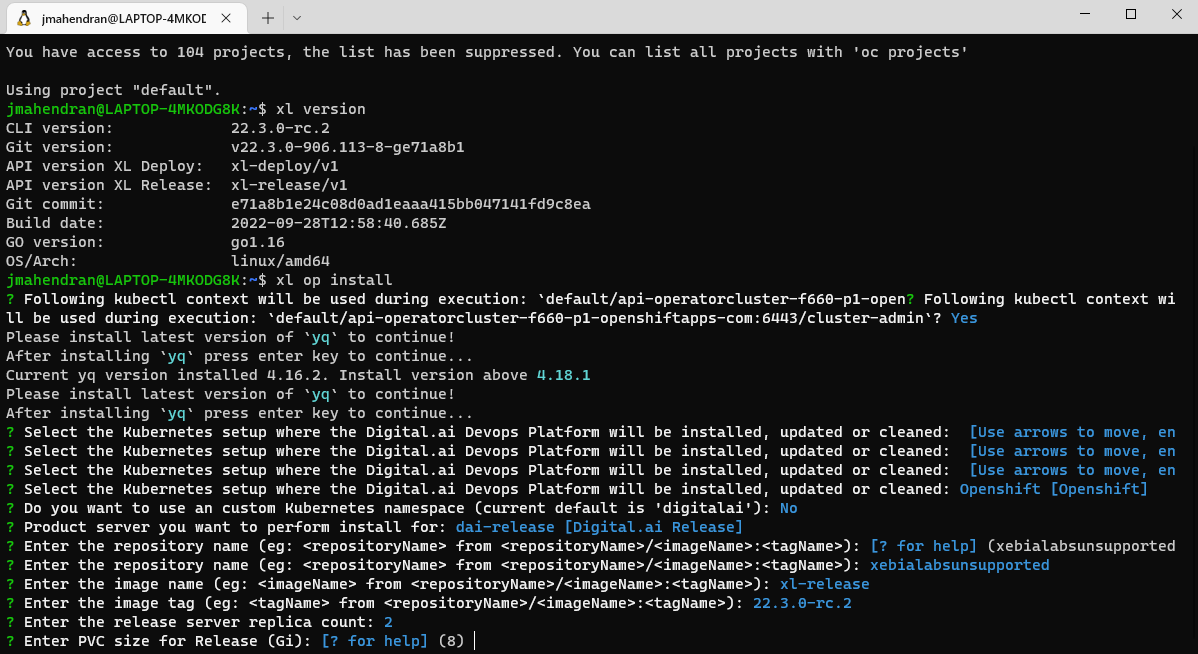 jmahendran@LAPTOP-4MKOD
You have access to 104 projects, the list has been suppressed. You can list all projects with 'oc projects'
Using project "default".
jmahendran@LAPTOP-4MKODG8K:~$ xl version
CLI version:             22.3.0-rc.2
Git version:             v22.3.0-906.113-8-ge71a8b1
API version XL Deploy:   xl-deploy/v1
API version XL Release:  xl-release/v1
Git commit:              e71a8b1e24c08d0ad1eaaa415bb047141fd9c8ea
Build date:              2022-09-28T12:58:40.685Z
GO version:              go1.16
OS/Arch:                 linux/amd64
jmahendran@LAPTOP-4MKODG8K:~$ xl op install
? Following kubectl context will be used during execution: `default/api-operatorcluster-f660-p1-open? Following kubectl context wi
ll be used during execution: `default/api-operatorcluster-f660-p1-openshiftapps-com:6443/cluster-admin`? Yes
Please install latest version of `yq` to continue!
After installing `yq` press enter key to continue...
Current yq version installed 4.16.2. Install version above 4.18.1
Please install latest version of `yq` to continue!
After installing `yq` press enter key to continue...
? Select the Kubernetes setup where the Digital.ai Devops Platform will be installed, updated or cleaned:  [Use arrows to move, en
? Select the Kubernetes setup where the Digital.ai Devops Platform will be installed, updated or cleaned:  [Use arrows to move, en
? Select the Kubernetes setup where the Digital.ai Devops Platform will be installed, updated or cleaned:  [Use arrows to move, en
? Select the Kubernetes setup where the Digital.ai Devops Platform will be installed, updated or cleaned: Openshift [Openshift]
? Do you want to use an custom Kubernetes namespace (current default is 'digitalai'): No
? Product server you want to perform install for: dai-release [Digital.ai Release]
? Enter the repository name (eg: <repositoryName> from <repositoryName>/<imageName>:<tagName>): [? for help] (xebialabsunsupported
? Enter the repository name (eg: <repositoryName> from <repositoryName>/<imageName>:<tagName>): xebialabsunsupported
? Enter the image name (eg: <imageName> from <repositoryName>/<imageName>:<tagName>): xl-release
? Enter the image tag (eg: <tagName> from <repositoryName>/<imageName>:<tagName>): 22.3.0-rc.2
? Enter the release server replica count: 2
? Enter PVC size for Release (Gi): [? for help] (8)